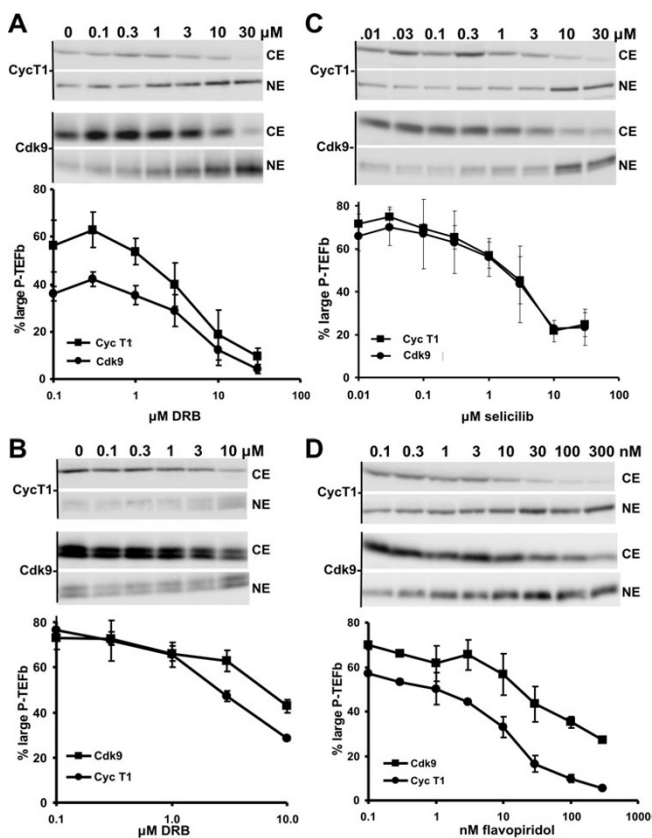 A
0 0.1 0.3 1 3 10 30 µM
CycT1
CE
NE
Cdk9
CE
NE
80
60
40
20
0
% large P-TEFb
Cyc T1
Cdk9
0.1 1 10 100
µM DRB
C
.01 .03 0.1 0.3 1 3 10 30 µM
CycT1
CE
NE
Cdk9
CE
NE
80
60
40
20
0
% large P-TEFb
Cyc T1
Cdk9
0.01 0.1 1 10 100
µM selicilib
B
0 0.1 0.3 1 3 10 µM
CycT1
CE
NE
Cdk9
CE
NE
80
60
40
20
0
% large P-TEFb
Cdk9
Cyc T1
0.1 1.0 10.0
µM DRB
D
0.1 0.3 1 3 10 30 100 300 nM
CycT1
CE
NE
Cdk9
CE
NE
80
60
40
20
0
% large P-TEFb
Cdk9
Cyc T1
0.1 1 10 100 1000
nM flavopiridol